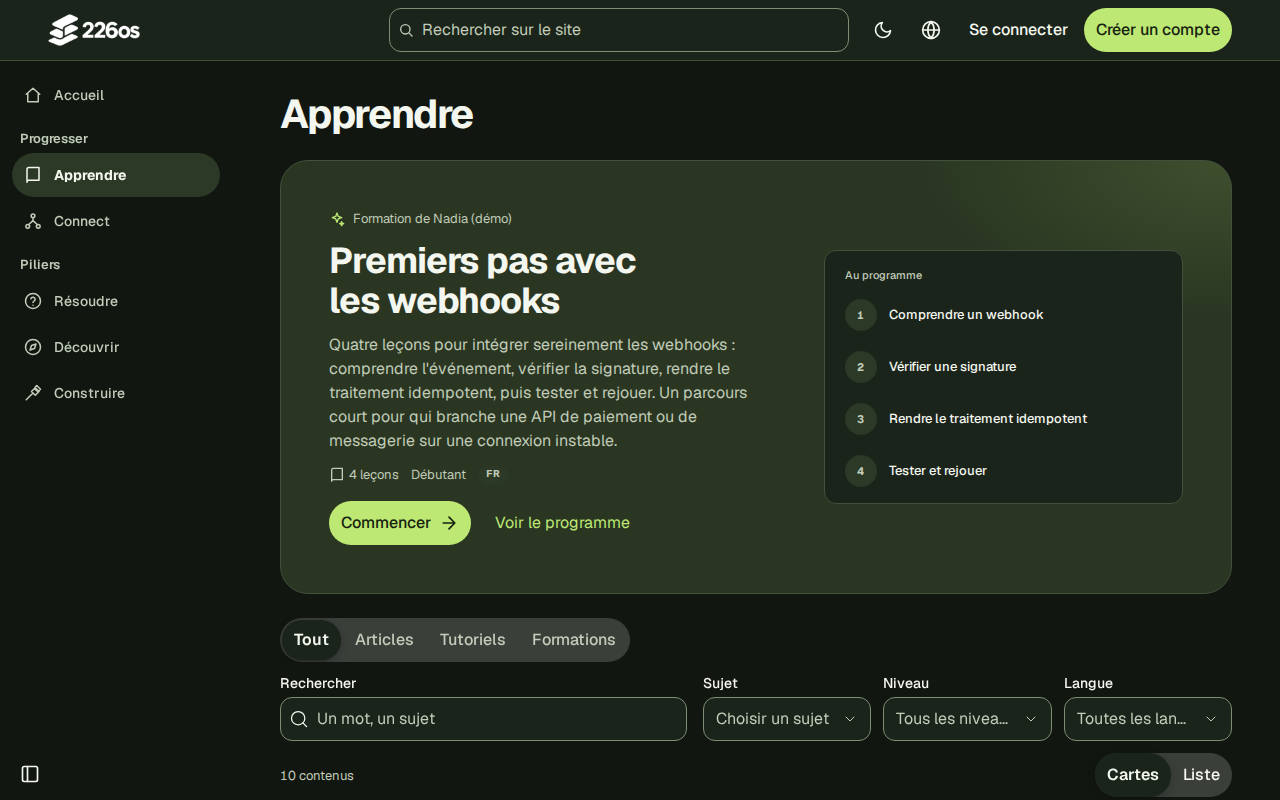 226os
Rechercher sur le site
Se connecter
Créer un compte
Accueil
Progresser
Apprendre
Connect
Piliers
Résoudre
Découvrir
Construire
Apprendre
Formation de Nadia (démo)
Premiers pas avec
les webhooks
Quatre leçons pour intégrer sereinement les webhooks :
comprendre l'événement, vérifier la signature, rendre le
traitement idempotent, puis tester et rejouer. Un parcours
court pour qui branche une API de paiement ou de
messagerie sur une connexion instable.
4 leçons Débutant FR
Commencer
Voir le programme
Au programme
1 Comprendre un webhook
2 Vérifier une signature
3 Rendre le traitement idempotent
4 Tester et rejouer
Tout Articles Tutoriels Formations
Rechercher
Un mot, un sujet
Sujet
Choisir un sujet
Niveau
Tous les nivea...
Langue
Toutes les lan...
10 contenus
Cartes Liste